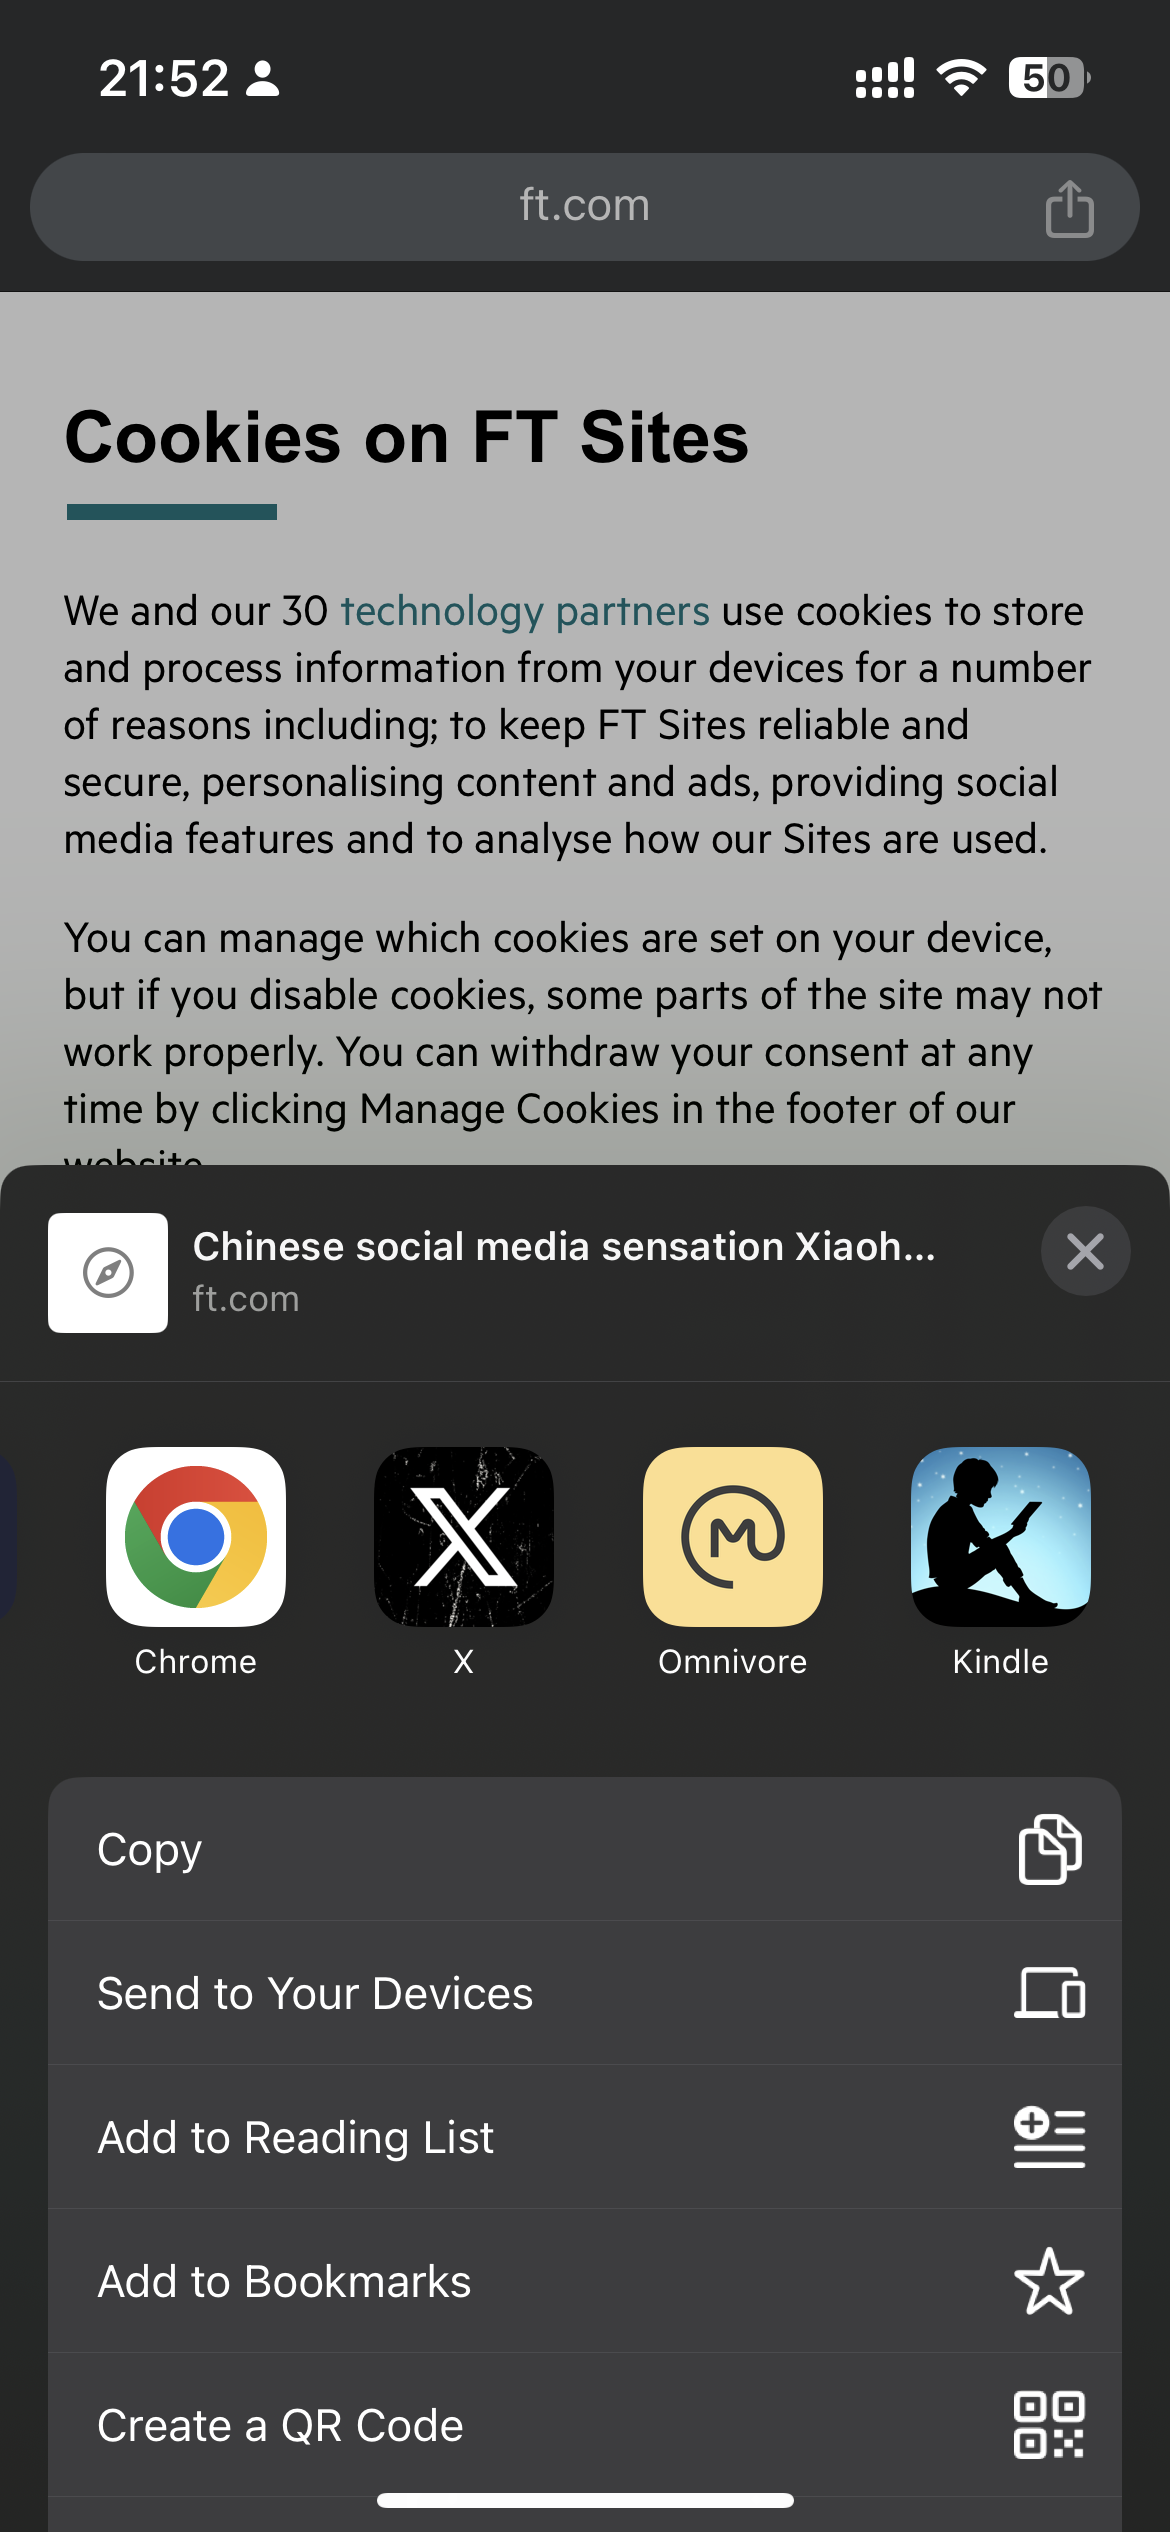 21:52
50
ft.com
Cookies on FT Sites
We and our 30 technology partners use cookies to store
and process information from your devices for a number
of reasons including; to keep FT Sites reliable and
secure, personalising content and ads, providing social
media features and to analyse how our Sites are used.
You can manage which cookies are set on your device,
but if you disable cookies, some parts of the site may not
work properly. You can withdraw your consent at any
time by clicking Manage Cookies in the footer of our
website
Chinese social media sensation Xiaoh...
ft.com
Chrome
X
Omnivore
Kindle
Copy
Send to Your Devices
Add to Reading List
Add to Bookmarks
Create a QR Code